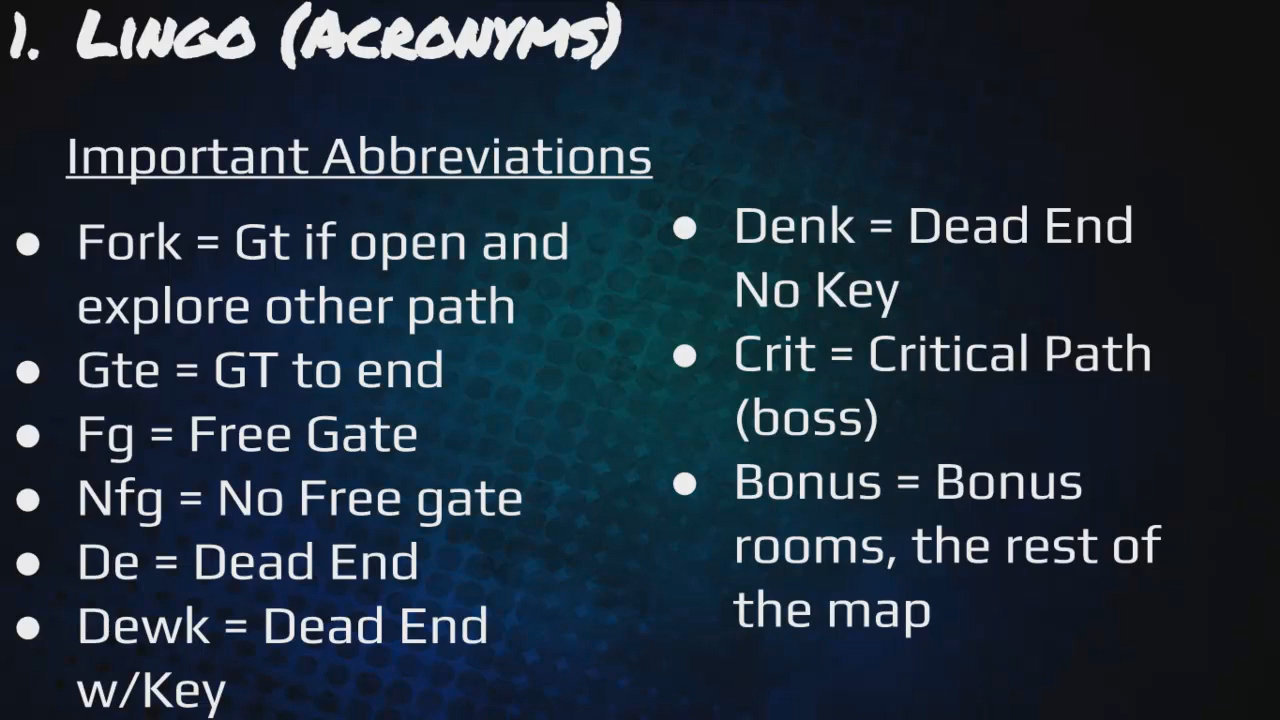 1. Lingo (Acronyms)
Important Abbreviations
● Fork = Gt if open and
explore other path
● Gte = GT to end
● Fg = Free Gate
● Nfg = No Free gate
● De = Dead End
● Dewk = Dead End
w/Key
● Denk = Dead End
No Key
● Crit = Critical Path
(boss)
● Bonus = Bonus
rooms, the rest of
the map